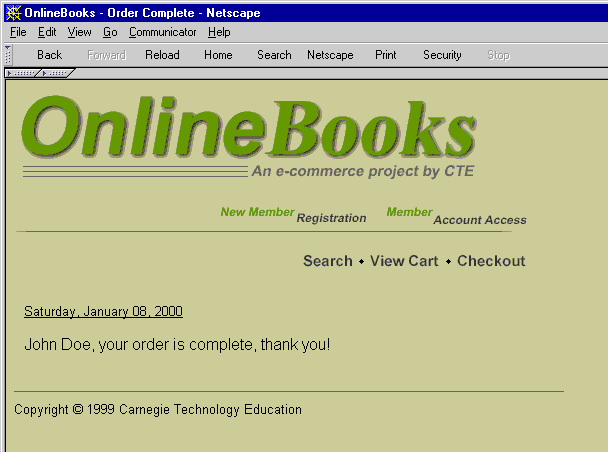 OnlineBooks - Order Complete - Netscape
File Edit View Go Communicator Help
Back Forward Reload Home Search Netscape Print Security Stop
OnlineBooks
An e-commerce project by CTE
New Member Registration Member Account Access
Search • View Cart • Checkout
Saturday, January 08, 2000
John Doe, your order is complete, thank you!
Copyright © 1999 Carnegie Technology Education